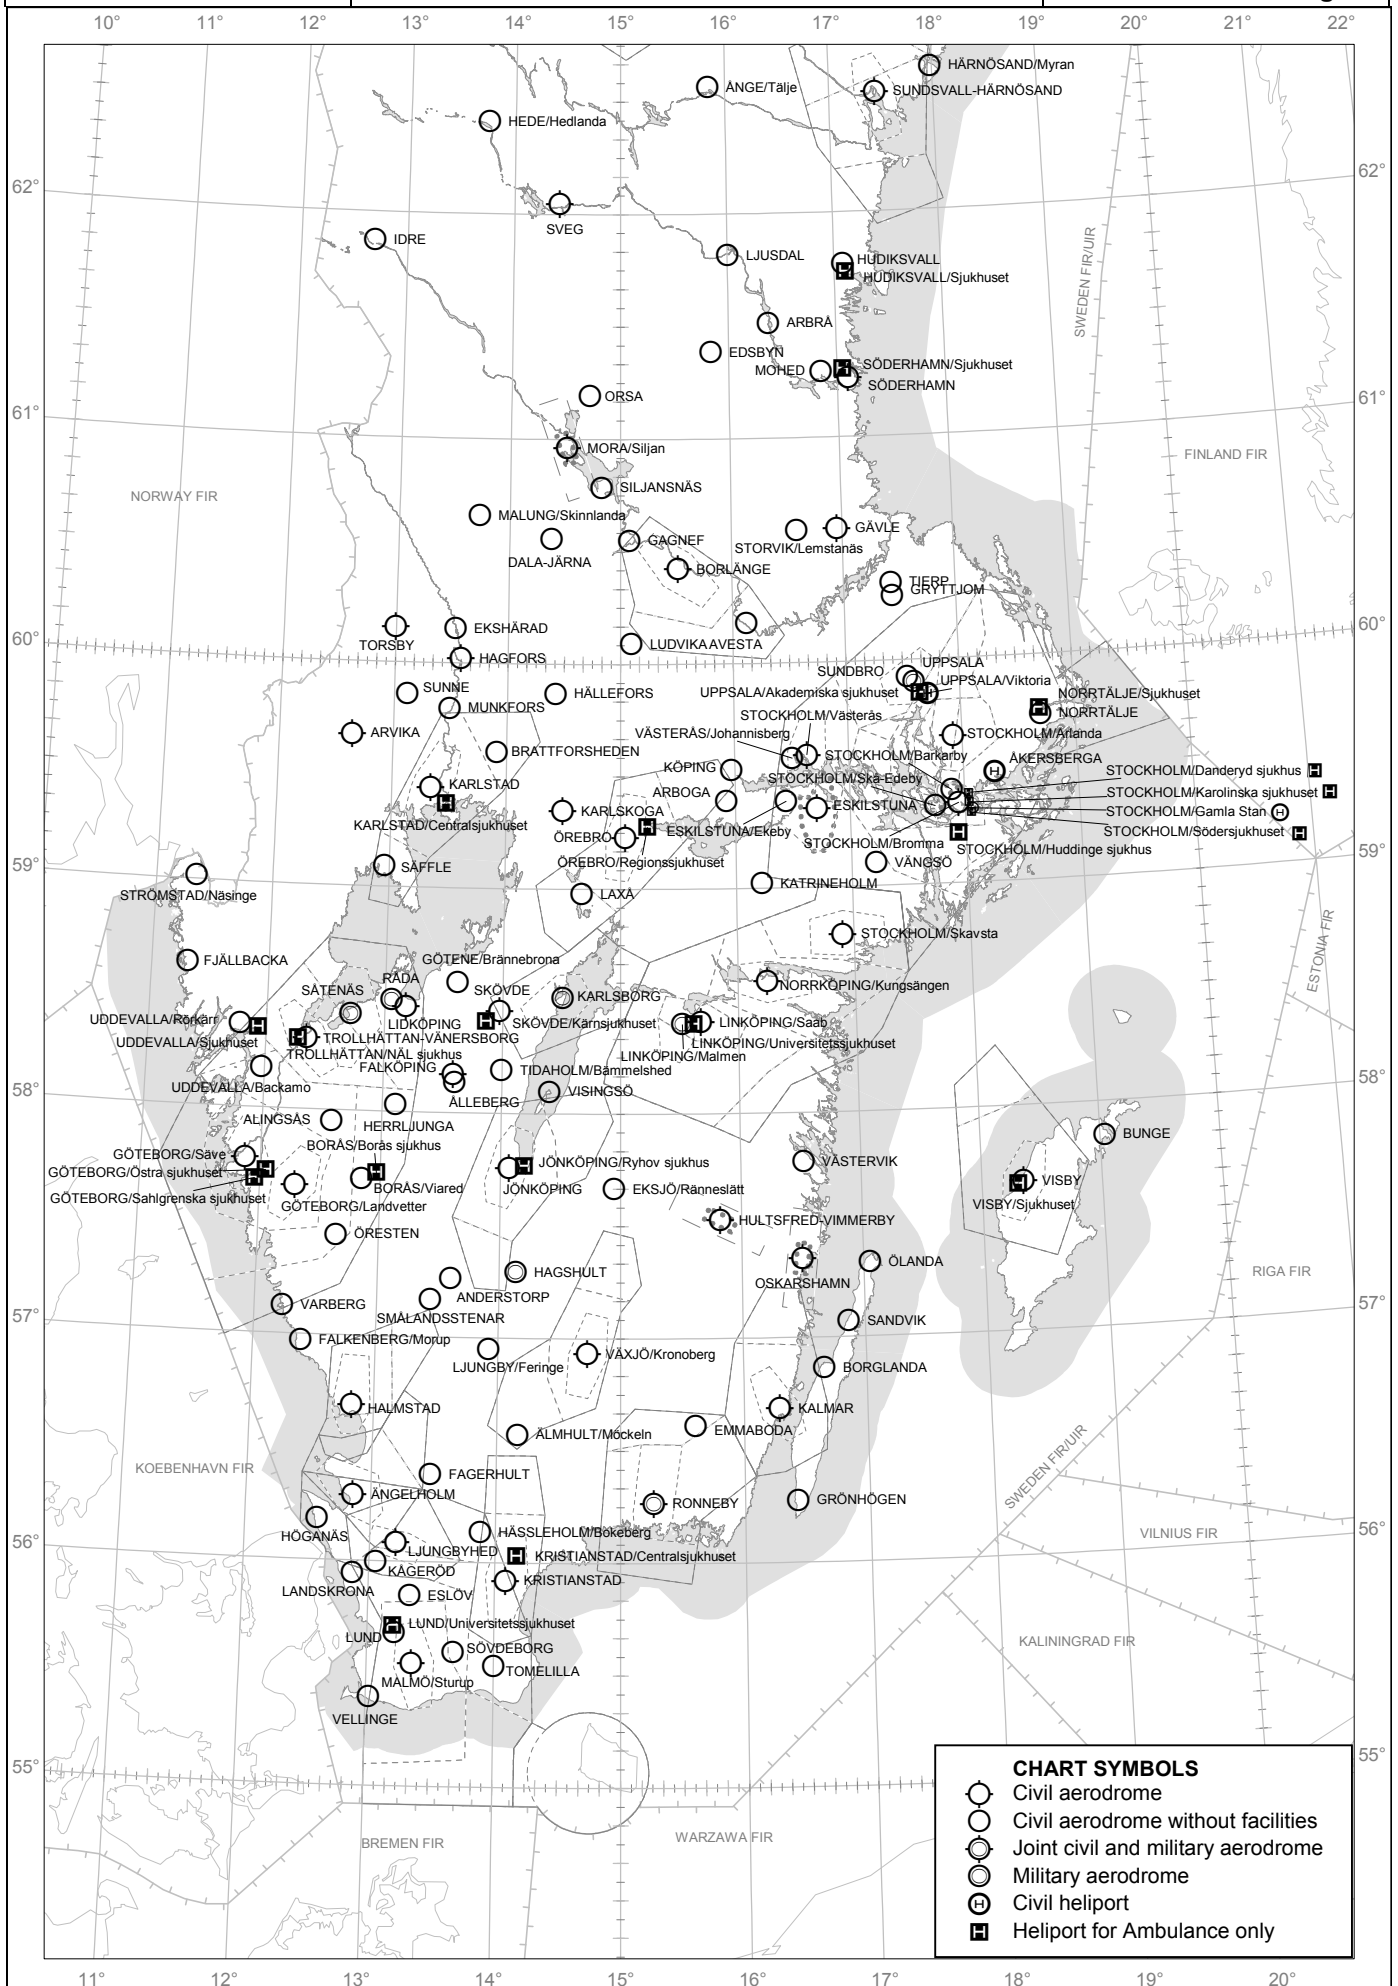 10°
11°
12°
13°
14°
15°
16°
17°
18°
19°
20°
21°
22°
HÄRNÖSAND/Myran
ÅNGE/Tälje
SUNDSVALL-HÄRNÖSAND
HEDE/Hedlanda
62°
62°
SVEG
IDRE
LJUSDAL
HUDIKSVALL
HUDIKSVALL/Sjukhuset
SWEDEN FIR/UIR
ARBRÅ
EDSBYN
MOHED
SÖDERHAMN/Sjukhuset
SÖDERHAMN
ORSA
61°
61°
MORA/Siljan
FINLAND FIR
NORWAY FIR
SILJANSNÄS
MALUNG/Skinnlanda
GÄVLE
STORVIK/Lemstanäs
GAGNEF
DALA-JÄRNA
BORLÄNGE
TIERP
GRYTTJOM
60°
60°
TORSBY
EKSHÄRAD
LUDVIKA
AVESTA
HAGFORS
SUNDBRO
UPPSALA
UPPSALA/Viktoria
UPPSALA/Akademiska sjukhuset
SUNNE
HÄLLEFORS
NORRTÄLJE/Sjukhuset
NORRTÄLJE
MUNKFORS
STOCKHOLM/Västerås
ARVIKA
VÄSTERÅS/Johannisberg
STOCKHOLM/Arlanda
BRATTFORSHEDEN
STOCKHOLM/Barkarby
ÅKERSBERGA
KÖPING
STOCKHOLM/Skå-Edeby
STOCKHOLM/Danderyd sjukhus
KARLSTAD
ARBOGA
STOCKHOLM/Karolinska sjukhuset
KARLSKOGA
ESKILSTUNA
STOCKHOLM/Gamla Stan
KARLSTAD/Centralsjukhuset
ESKILSTUNA/Ekeby
STOCKHOLM/Södersjukhuset
ÖREBRO
STOCKHOLM/Bromma
STOCKHOLM/Huddinge sjukhus
59°
59°
ÖREBRO/Regionssjukhuset
VÄNGSÖ
SÄFFLE
KATRINEHOLM
STRÖMSTAD/Näsinge
LAXÅ
STOCKHOLM/Skavsta
ESTONIA FIR
FJÄLLBACKA
GÖTENE/Brännebrona
RÅDA
NORRKÖPING/Kungsängen
SÅTENÄS
SKÖVDE
KARLSBORG
UDDEVALLA/Rörkärr
LIDKÖPING
SKÖVDE/Kärnsjukhuset
LINKÖPING/Saab
UDDEVALLA/Sjukhuset
TROLLHÄTTAN-VÄNERSBORG
LINKÖPING/Universitetssjukhuset
TROLLHÄTTAN/NÄL sjukhus
LINKÖPING/Malmen
FALKÖPING
TIDAHOLM/Bämmelshed
58°
58°
UDDEVALLA/Backamo
ÅLLEBERG
VISINGSÖ
ALINGSÅS
HERRLJUNGA
BUNGE
BORÅS/Borås sjukhus
GÖTEBORG/Säve
VÄSTERVIK
GÖTEBORG/Östra sjukhuset
JÖNKÖPING/Ryhov sjukhus
VISBY
GÖTEBORG/Sahlgrenska sjukhuset
BORÅS/Viared
JÖNKÖPING
EKSJÖ/Ränneslätt
VISBY/Sjukhuset
GÖTEBORG/Landvetter
HULTSFRED-VIMMERBY
ÖRESTEN
ÖLANDA
HAGSHULT
OSKARSHAMN
RIGA FIR
ANDERSTORP
57°
57°
VARBERG
SMÅLANDSSTENAR
SANDVIK
FALKENBERG/Morup
LJUNGBY/Feringe
VÄXJÖ/Kronoberg
BORGLANDA
HALMSTAD
KALMAR
ÄLMHULT/Möckeln
EMMABODA
KOEBENHAVN FIR
FAGERHULT
SWEDEN FIR/UIR
ÄNGELHOLM
RONNEBY
GRÖNHÖGEN
HÖGANÄS
HÄSSLEHOLM/Bokeberg
VILNIUS FIR
56°
56°
LJUNGBYHED
KRISTIANSTAD/Centralsjukhuset
KÅGERÖD
LANDSKRONA
KRISTIANSTAD
ESLÖV
LUND/Universitetssjukhuset
LUND
SÖVDEBORG
KALININGRAD FIR
TOMELILLA
MALMÖ/Sturup
VELLINGE
55°
55°
CHART SYMBOLS
Civil aerodrome
Civil aerodrome without facilities
Joint civil and military aerodrome
Military aerodrome
H Civil heliport
H Heliport for Ambulance only
BREMEN FIR
WARZAWA FIR
11°
12°
13°
14°
15°
16°
17°
18°
19°
20°